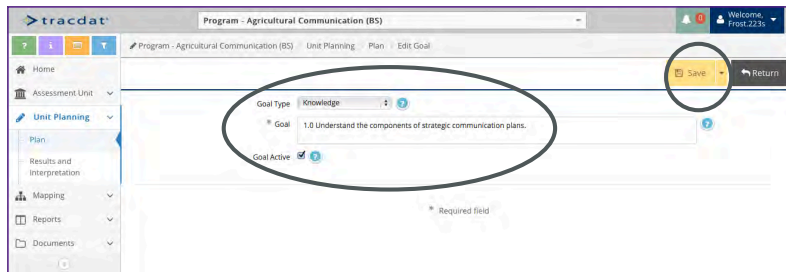 tracdat
Program - Agricultural Communication (BS)
0
Welcome,
Frost.223s
? i
Program - Agricultural Communication (BS) / Unit Planning / Plan / Edit Goal
Home
Save
Return
Assessment Unit
Goal Type Knowledge ?
Unit Planning
* Goal 1.0 Understand the components of strategic communication plans. ?
Plan
Goal Active ?
Results and
Interpretation
Mapping
* Required field
Reports
Documents